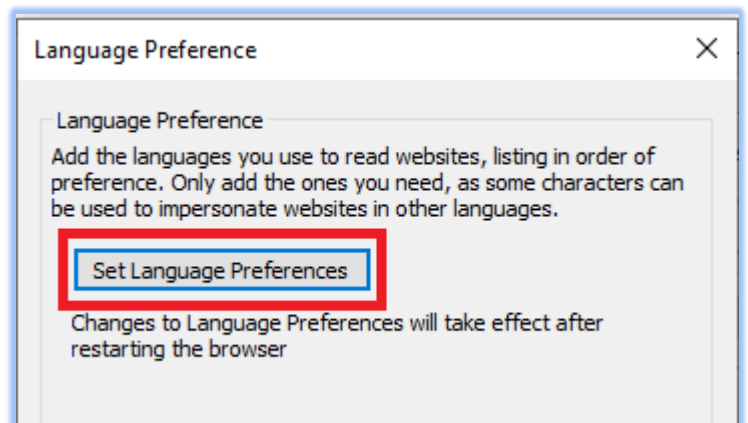 Language Preference
Language Preference
Add the languages you use to read websites, listing in order of
preference. Only add the ones you need, as some characters can
be used to impersonate websites in other languages.
Set Language Preferences
Changes to Language Preferences will take effect after
restarting the browser